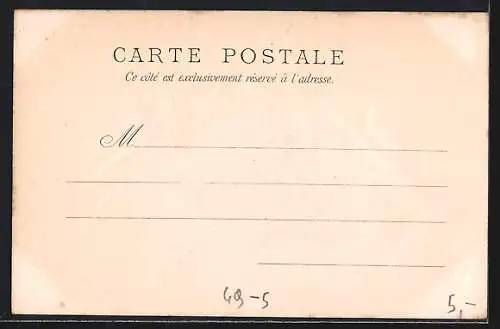 CARTE POSTALE
Ce côté est exclusivement réservé à l'adresse.
M
49-5
5,-